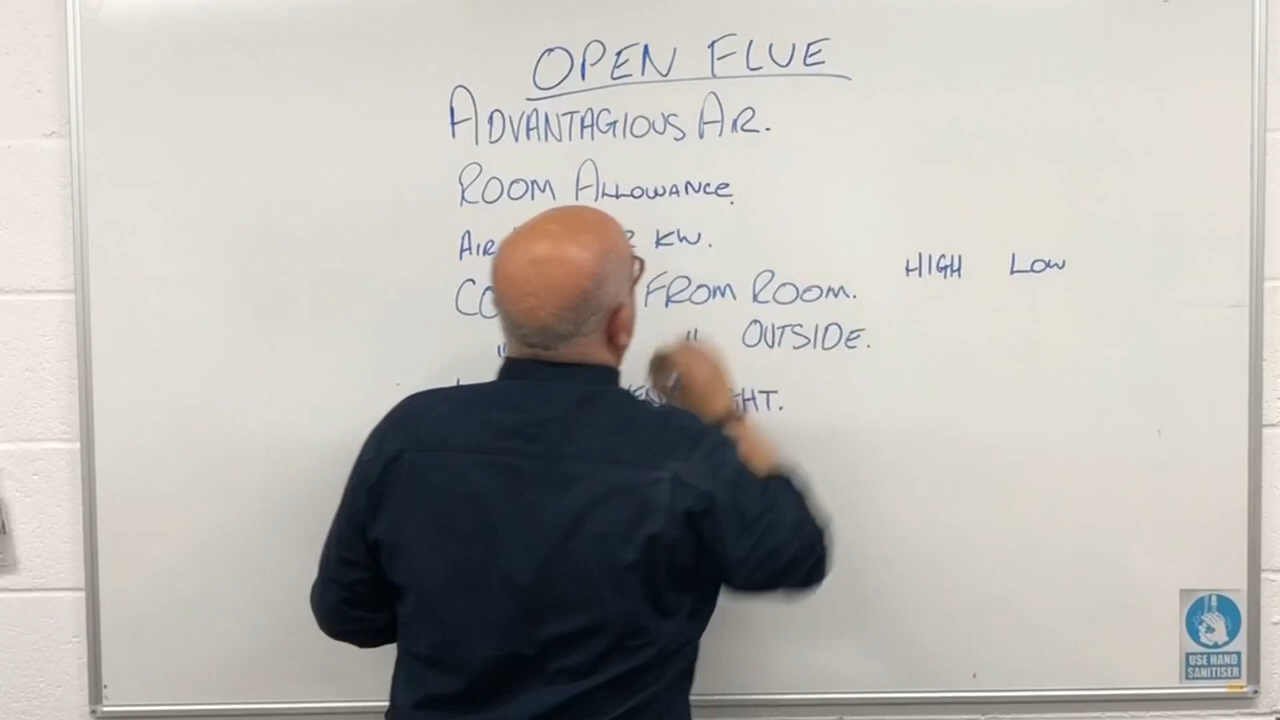 OPEN FLUE
ADVANTAGIOUS AIR.
ROOM ALLOWANCE.
AIR KW.
FROM ROOM.
HIGH LOW
" " OUTSIDE.
USE HAND
SANITISER